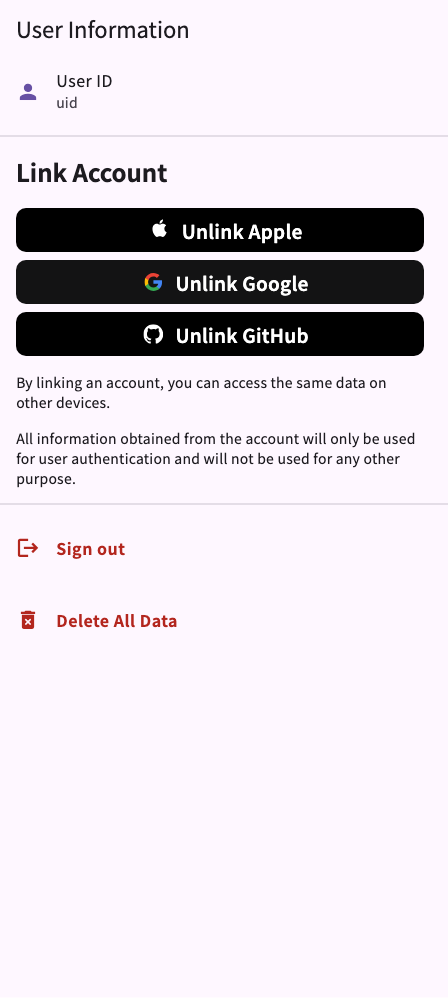 User Information
User ID
uid
Link Account
Unlink Apple
Unlink Google
Unlink GitHub
By linking an account, you can access the same data on
other devices.
All information obtained from the account will only be used
for user authentication and will not be used for any other
purpose.
Sign out
Delete All Data